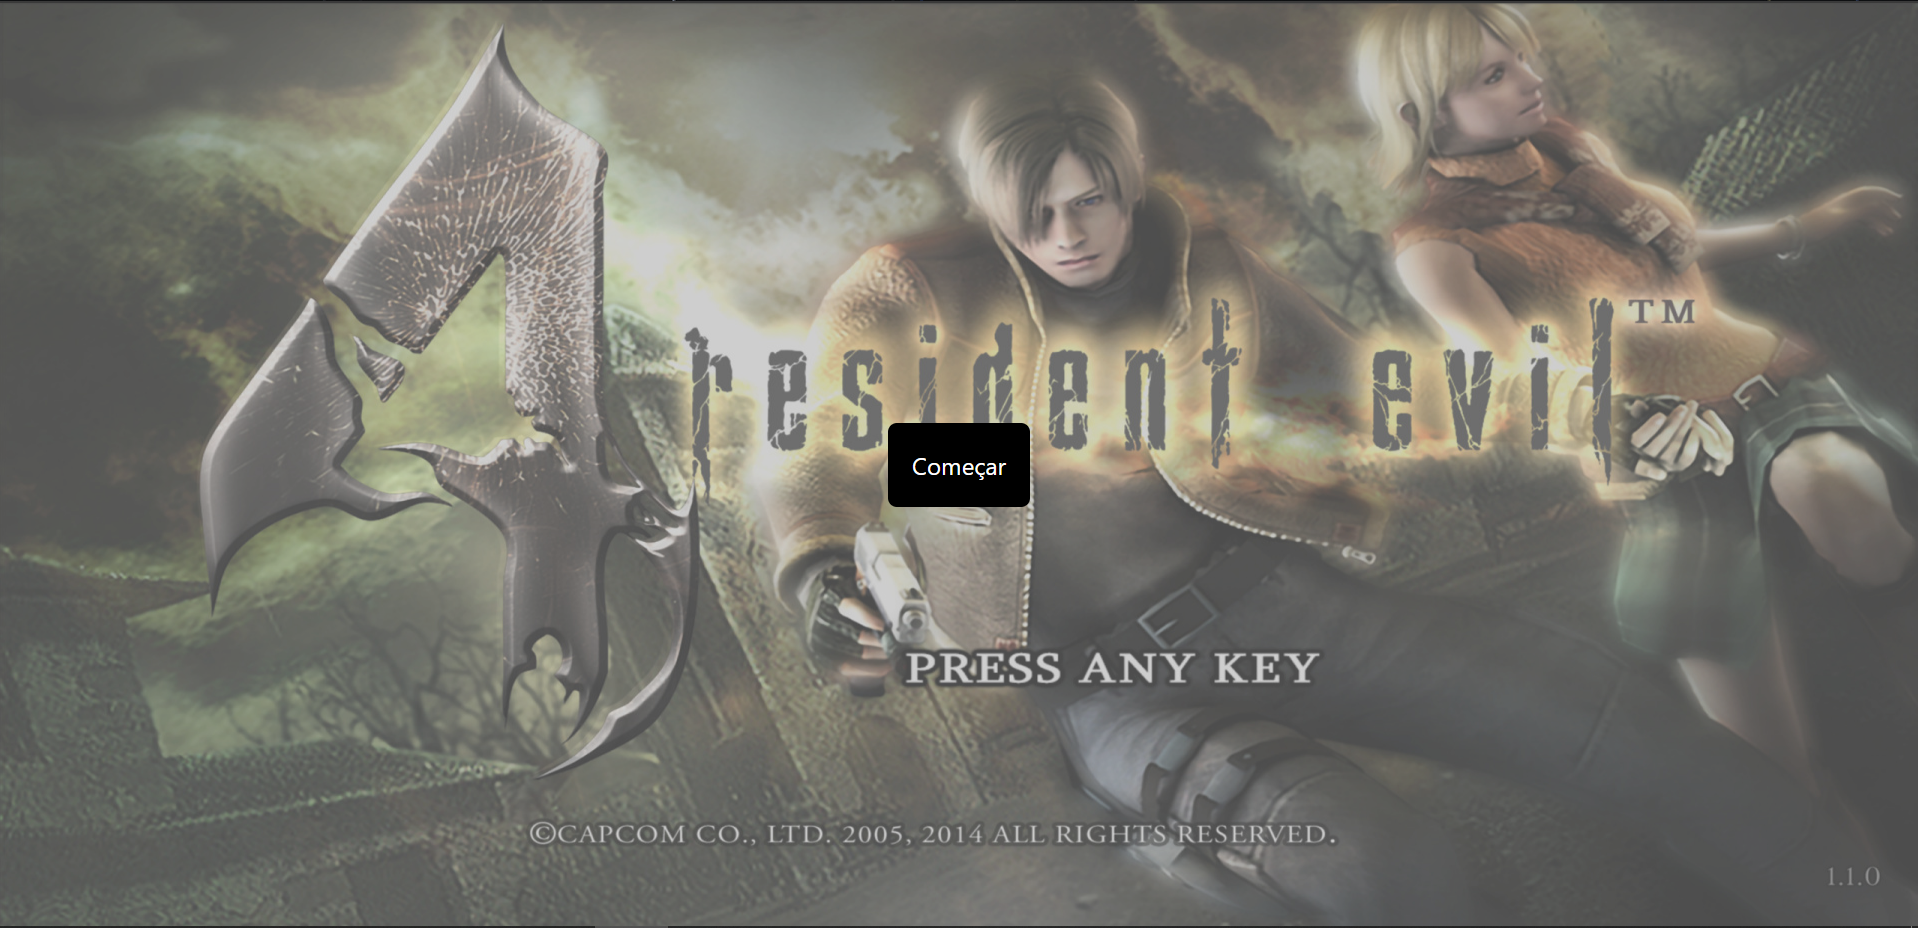 4
resident evil™
Começar
PRESS ANY KEY
©CAPCOM CO., LTD. 2005, 2014 ALL RIGHTS RESERVED.
1.1.0